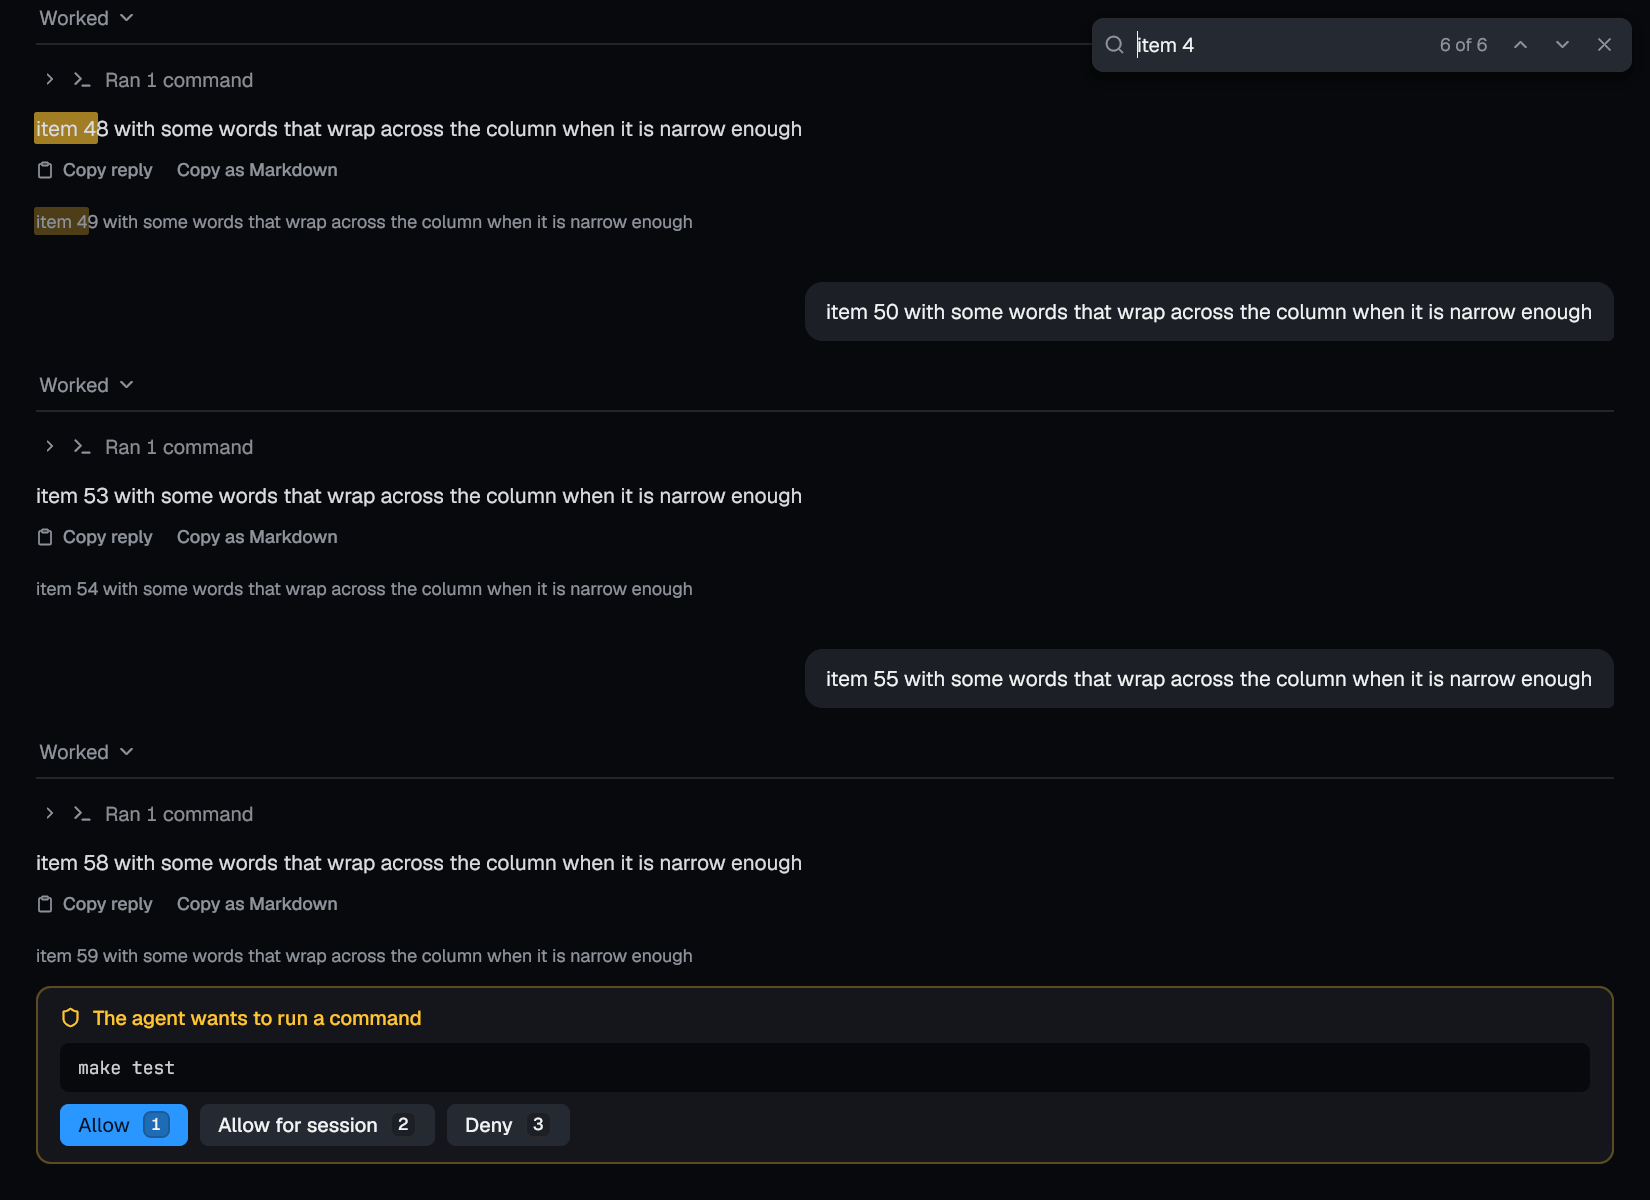 Worked
item 4
6 of 6
Ran 1 command
item 48 with some words that wrap across the column when it is narrow enough
Copy reply Copy as Markdown
item 49 with some words that wrap across the column when it is narrow enough
item 50 with some words that wrap across the column when it is narrow enough
Worked
Ran 1 command
item 53 with some words that wrap across the column when it is narrow enough
Copy reply Copy as Markdown
item 54 with some words that wrap across the column when it is narrow enough
item 55 with some words that wrap across the column when it is narrow enough
Worked
Ran 1 command
item 58 with some words that wrap across the column when it is narrow enough
Copy reply Copy as Markdown
item 59 with some words that wrap across the column when it is narrow enough
The agent wants to run a command
make test
Allow 1 Allow for session 2 Deny 3